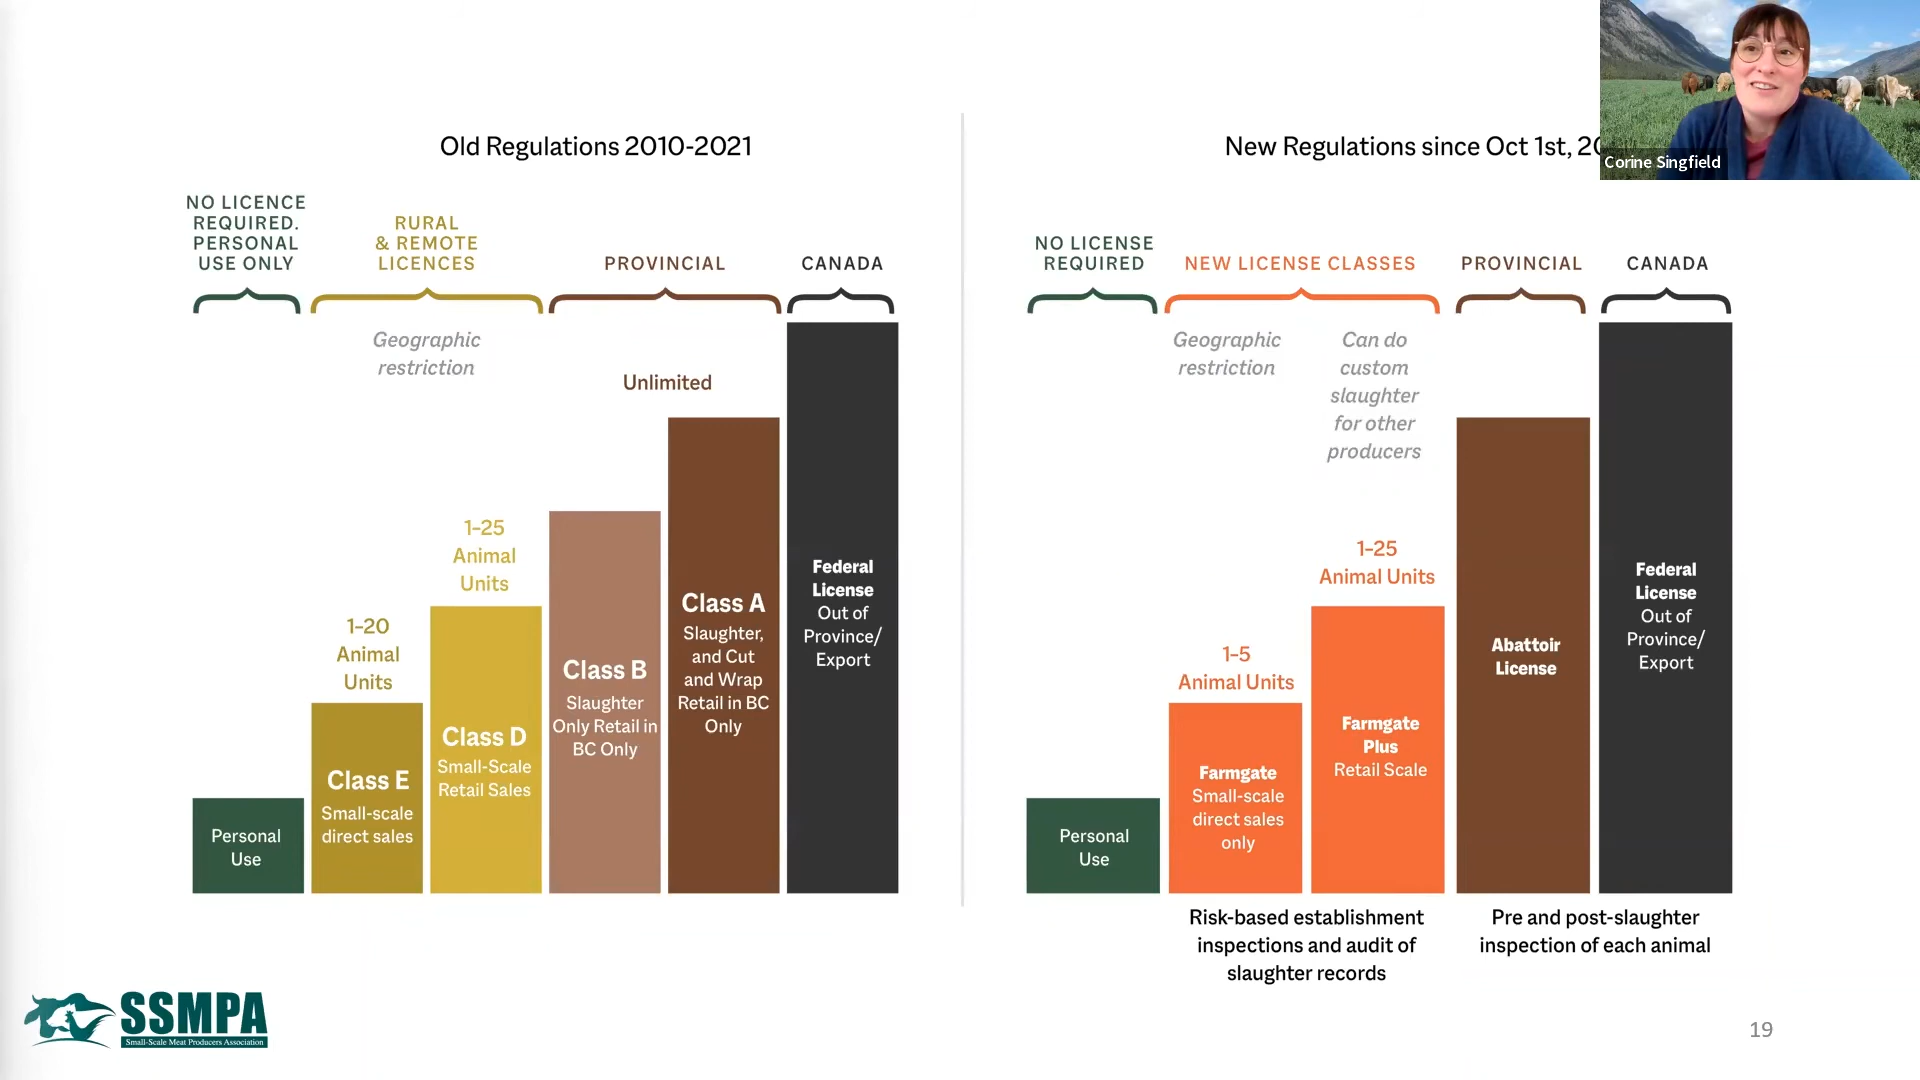 Old Regulations 2010-2021
NO LICENCE
REQUIRED.
PERSONAL
USE ONLY
RURAL
& REMOTE
LICENCES
PROVINCIAL
CANADA
Geographic
restriction
Unlimited
1-25
Animal
Units
1-20
Animal
Units
Personal
Use
Class E
Small-scale
direct sales
Class D
Small-Scale
Retail Sales
Class B
Slaughter
Only Retail in
BC Only
Class A
Slaughter,
and Cut
and Wrap
Retail in BC
Only
Federal
License
Out of
Province/
Export
New Regulations since Oct 1st,
NO LICENSE
REQUIRED
NEW LICENSE CLASSES
PROVINCIAL
CANADA
Geographic
restriction
Can do
custom
slaughter
for other
producers
1-25
Animal Units
1-5
Animal Units
Personal
Use
Farmgate
Small-scale
direct sales
only
Farmgate
Plus
Retail Scale
Abattoir
License
Federal
License
Out of
Province/
Export
Risk-based establishment
inspections and audit of
slaughter records
Pre and post-slaughter
inspection of each animal
Corine Singfield
SSMPA
Small-Scale Meat Producers Association
19